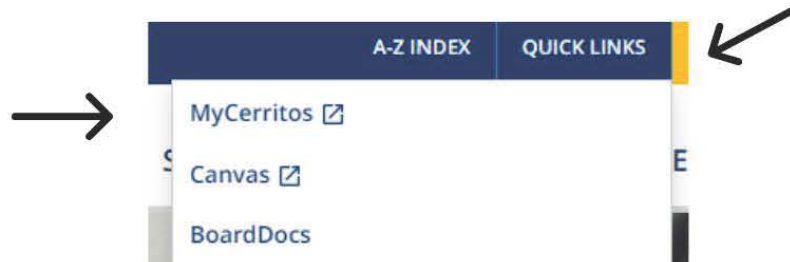 A-Z INDEX QUICK LINKS
MyCerritos
S
Canvas
E
BoardDocs